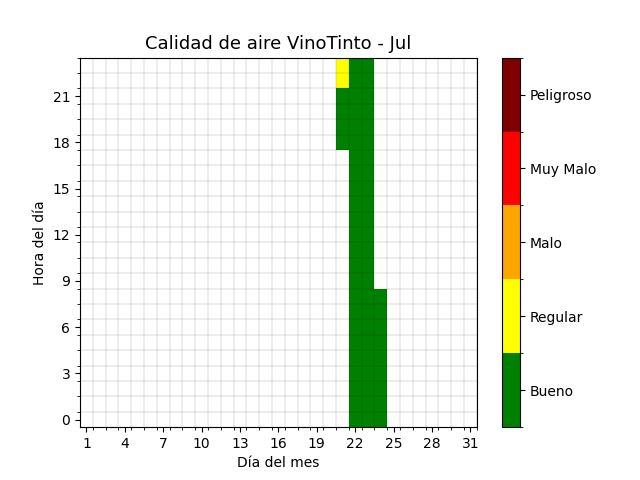 Calidad de aire VinoTinto - Jul
Hora del día
21
18
15
12
9
6
3
0
1 4 7 10 13 16 19 22 25 28 31
Día del mes
Peligroso
Muy Malo
Malo
Regular
Bueno